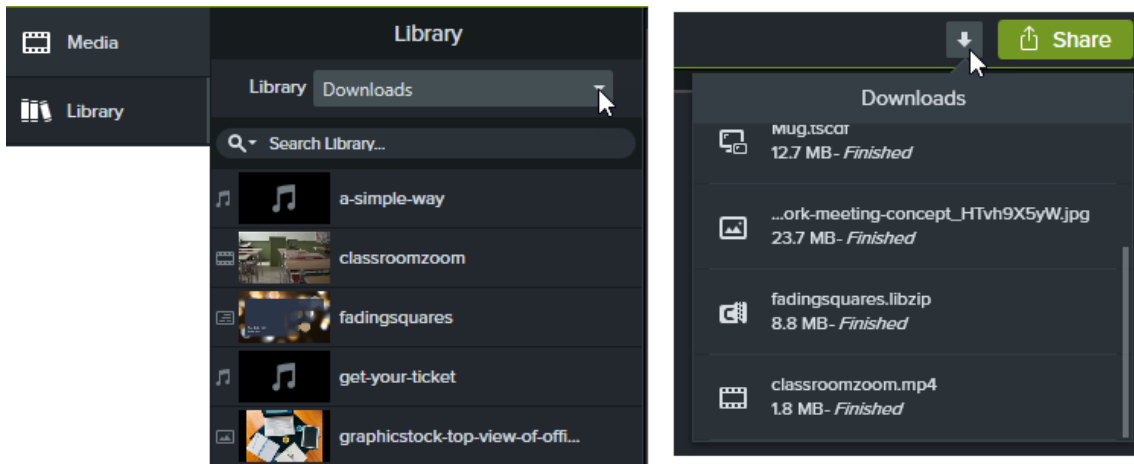 Media
Library
Library
Library Downloads
Search Library...
a-simple-way
classroomzoom
fadingsquares
get-your-ticket
graphicstock-top-view-of-offi...
Share
Downloads
Mug.tscdf
12.7 MB- Finished
...ork-meeting-concept_HTvh9X5yW.jpg
23.7 MB- Finished
fadingsquares.libzip
8.8 MB- Finished
classroomzoom.mp4
1.8 MB- Finished